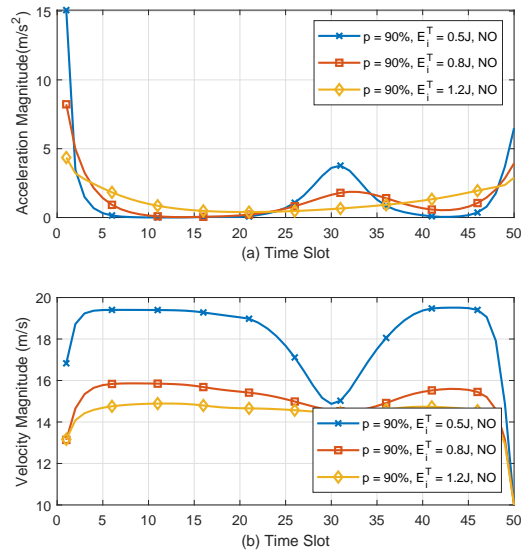 15
10
5
0
Acceleration Magnitude(m/s²)
p = 90%, E_i^T = 0.5J, NO
p = 90%, E_i^T = 0.8J, NO
p = 90%, E_i^T = 1.2J, NO
0 5 10 15 20 25 30 35 40 45 50
(a) Time Slot
20
18
16
14
12
10
Velocity Magnitude (m/s)
p = 90%, E_i^T = 0.5J, NO
p = 90%, E_i^T = 0.8J, NO
p = 90%, E_i^T = 1.2J, NO
0 5 10 15 20 25 30 35 40 45 50
(b) Time Slot